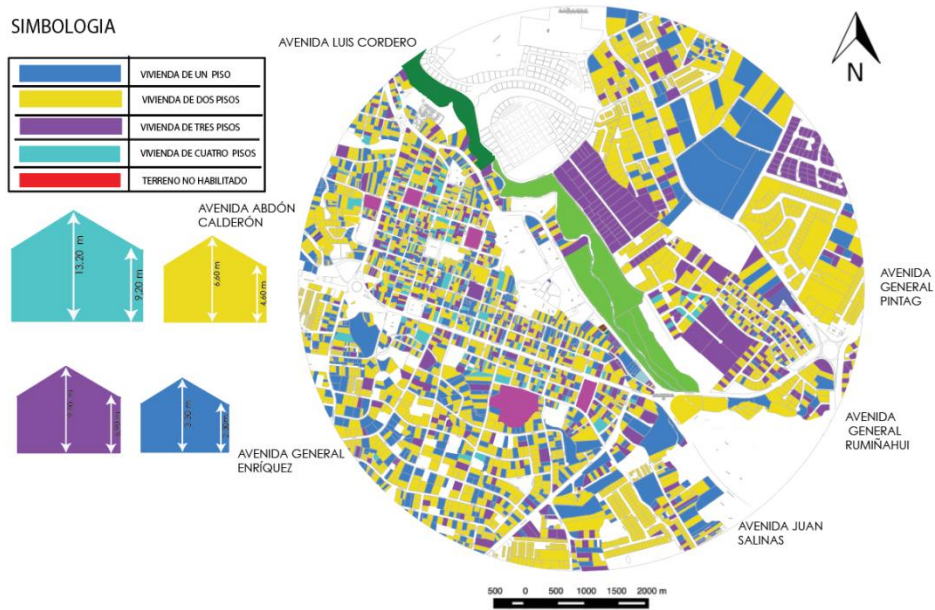 SIMBOLOGIA
VIVIENDA DE UN PISO
VIVIENDA DE DOS PISOS
VIVIENDA DE TRES PISOS
VIVIENDA DE CUATRO PISOS
TERRENO NO HABILITADO
AVENIDA LUIS CORDERO
N
AVENIDA ABDÓN
CALDERÓN
13,20 m
9,20 m
6,60 m
4,60 m
3,30 m
AVENIDA GENERAL
ENRÍQUEZ
AVENIDA
GENERAL
PINTAG
AVENIDA
GENERAL
RUMIÑAHUI
AVENIDA JUAN
SALINAS
500 0 500 1000 1500 2000 m